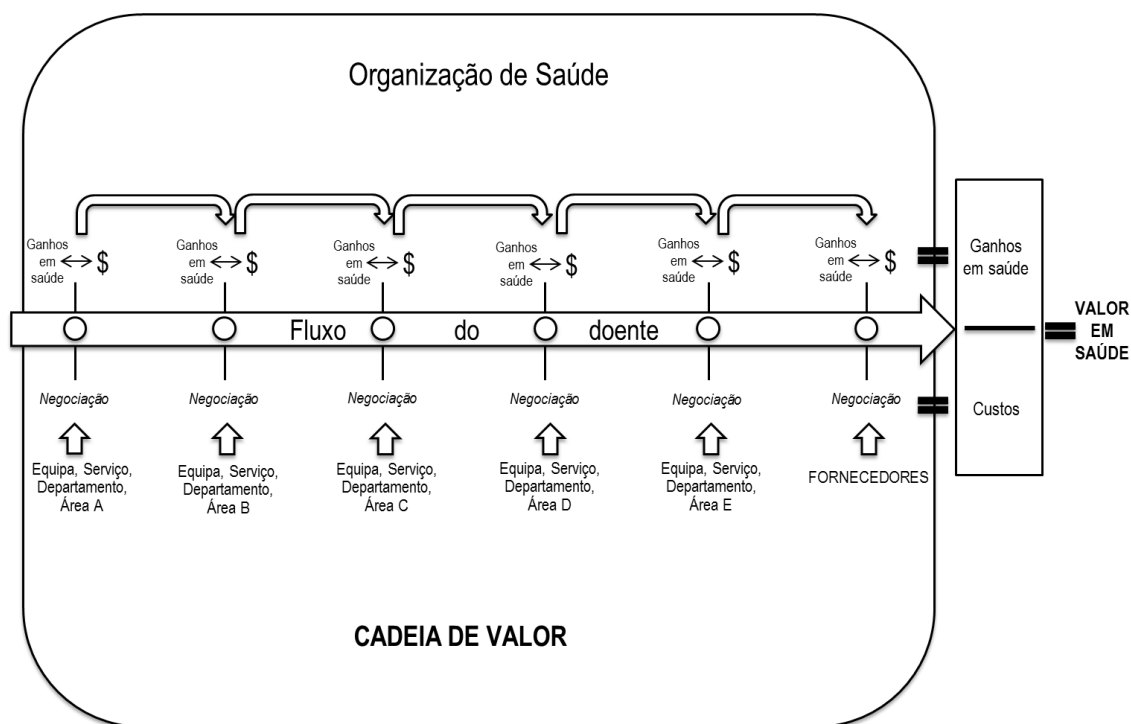 Organização de Saúde
Ganhos
em
saúde
$
Ganhos
em
saúde
$
Ganhos
em
saúde
$
Ganhos
em
saúde
$
Ganhos
em
saúde
$
Ganhos
em
saúde
$
Ganhos
em saúde
Fluxo do doente
VALOR
EM
SAÚDE
Negociação
Negociação
Negociação
Negociação
Negociação
Negociação
Custos
Equipa, Serviço,
Departamento,
Área A
Equipa, Serviço,
Departamento,
Área B
Equipa, Serviço,
Departamento,
Área C
Equipa, Serviço,
Departamento,
Área D
Equipa, Serviço,
Departamento,
Área E
FORNECEDORES
CADEIA DE VALOR